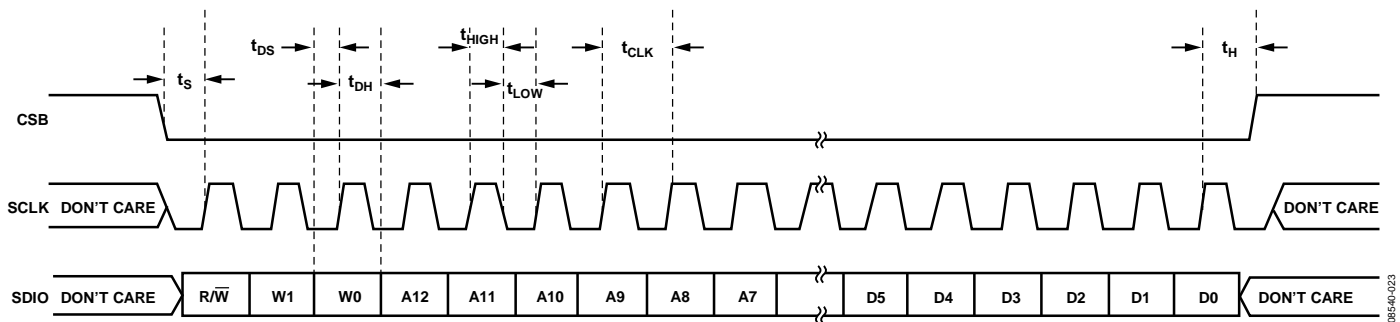 tDS
tHIGH
tCLK
tH
tS
tDH
tLOW
CSB
SCLK DON'T CARE
DON'T CARE
SDIO DON'T CARE
R/W̅ W1 W0 A12 A11 A10 A9 A8 A7 D5 D4 D3 D2 D1 D0
DON'T CARE
08540-023